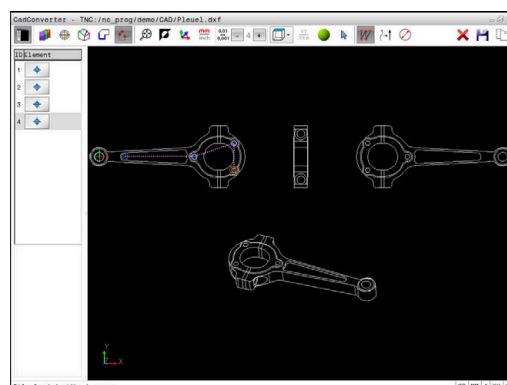 CadConverter - TNC:/nc_prog/demo/CAD/Pleuel.dxf
mm
inch
0,01
0,001
4
ID Element
1
2
3
4
Y
Z
X